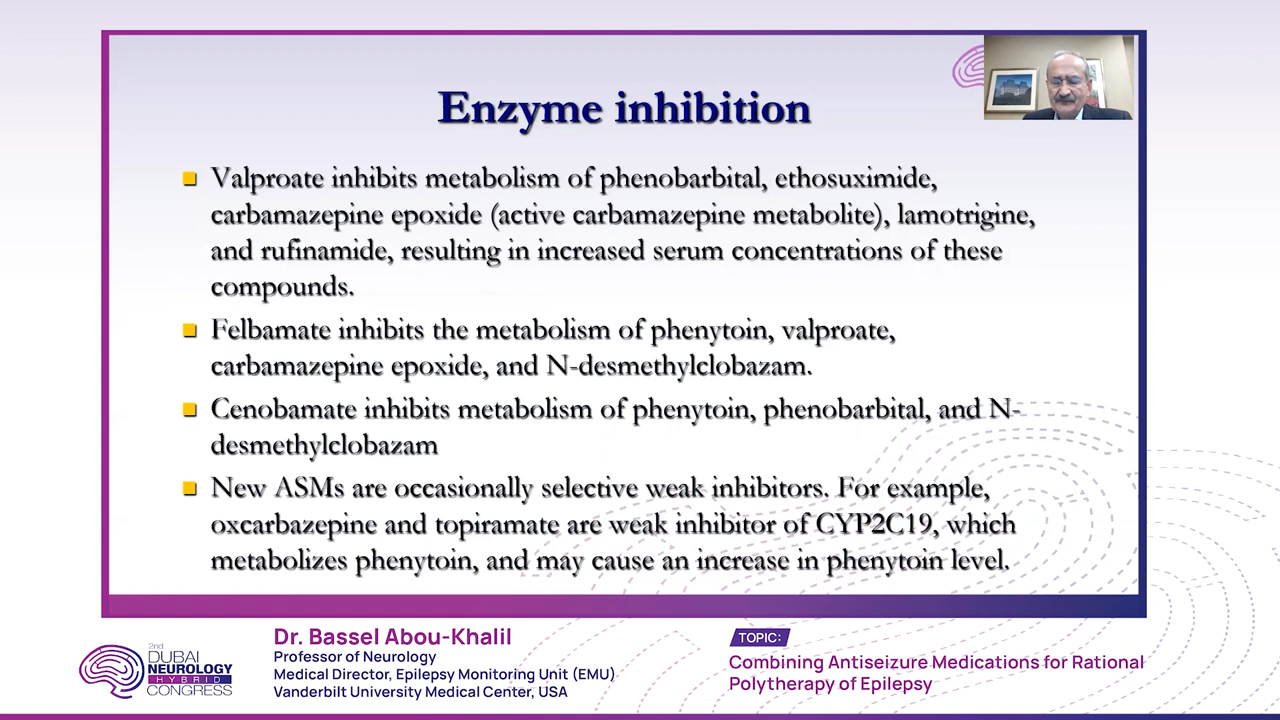 Enzyme inhibition
Valproate inhibits metabolism of phenobarbital, ethosuximide,
carbamazepine epoxide (active carbamazepine metabolite), lamotrigine,
and rufinamide, resulting in increased serum concentrations of these
compounds.
Felbamate inhibits the metabolism of phenytoin, valproate,
carbamazepine epoxide, and N-desmethylclobazam.
Cenobamate inhibits metabolism of phenytoin, phenobarbital, and N-
desmethylclobazam
New ASMs are occasionally selective weak inhibitors. For example,
oxcarbazepine and topiramate are weak inhibitor of CYP2C19, which
metabolizes phenytoin, and may cause an increase in phenytoin level.
2nd
DUBAI
NEUROLOGY
HYBRID
CONGRESS
Dr. Bassel Abou-Khalil
Professor of Neurology
Medical Director, Epilepsy Monitoring Unit (EMU)
Vanderbilt University Medical Center, USA
TOPIC:
Combining Antiseizure Medications for Rational
Polytherapy of Epilepsy